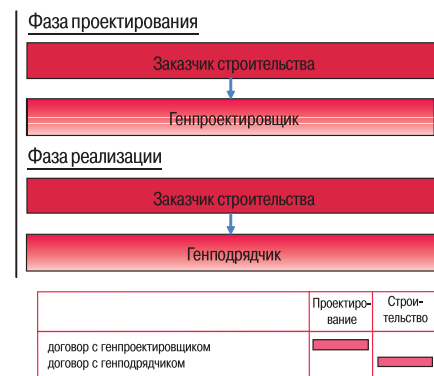 Фаза проектирования
Заказчик строительства
Генпроектировщик
Фаза реализации
Заказчик строительства
Генподрядчик
Проектиро- Строи-
вание тельство
договор с генпроектировщиком
договор с генподрядчиком